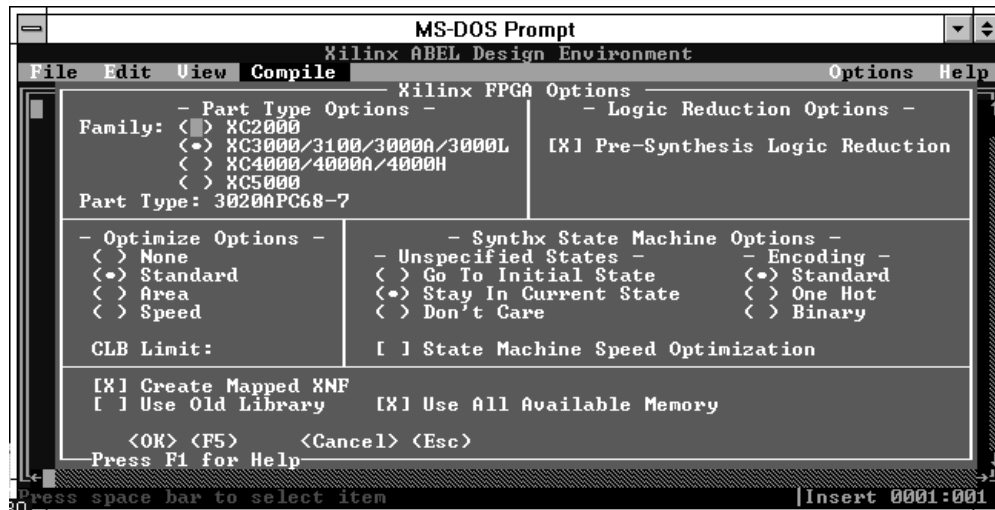 MS-DOS Prompt
Xilinx ABEL Design Environment
File Edit View Compile Options Help
Xilinx FPGA Options
- Part Type Options -
Family: ( ) XC2000
(•) XC3000/3100/3000A/3000L
( ) XC4000/4000A/4000H
( ) XC5000
Part Type: 3020APC68-7
- Logic Reduction Options -
[X] Pre-Synthesis Logic Reduction
- Optimize Options -
( ) None
(•) Standard
( ) Area
( ) Speed
CLB Limit:
- Synthx State Machine Options -
- Unspecified States -
( ) Go To Initial State
(•) Stay In Current State
( ) Don't Care
- Encoding -
(•) Standard
( ) One Hot
( ) Binary
[ ] State Machine Speed Optimization
[X] Create Mapped XNF
[ ] Use Old Library [X] Use All Available Memory
<OK> (F5) <Cancel> (Esc)
Press F1 for Help
Press space bar to select item |Insert 0001:001